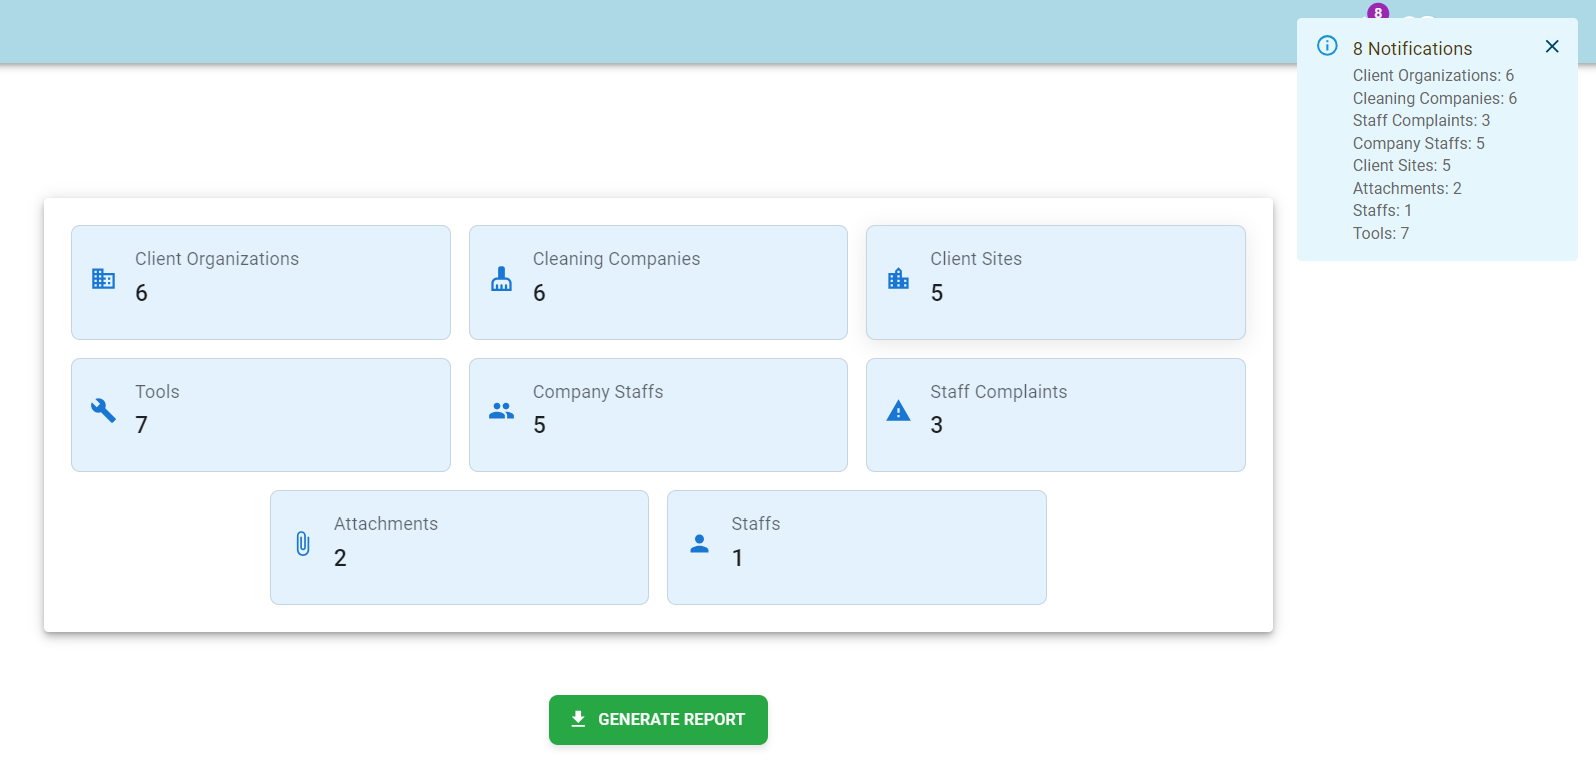 8
8 Notifications
Client Organizations: 6
Cleaning Companies: 6
Staff Complaints: 3
Company Staffs: 5
Client Sites: 5
Attachments: 2
Staffs: 1
Tools: 7
Client Organizations
6
Cleaning Companies
6
Client Sites
5
Tools
7
Company Staffs
5
Staff Complaints
3
Attachments
2
Staffs
1
GENERATE REPORT